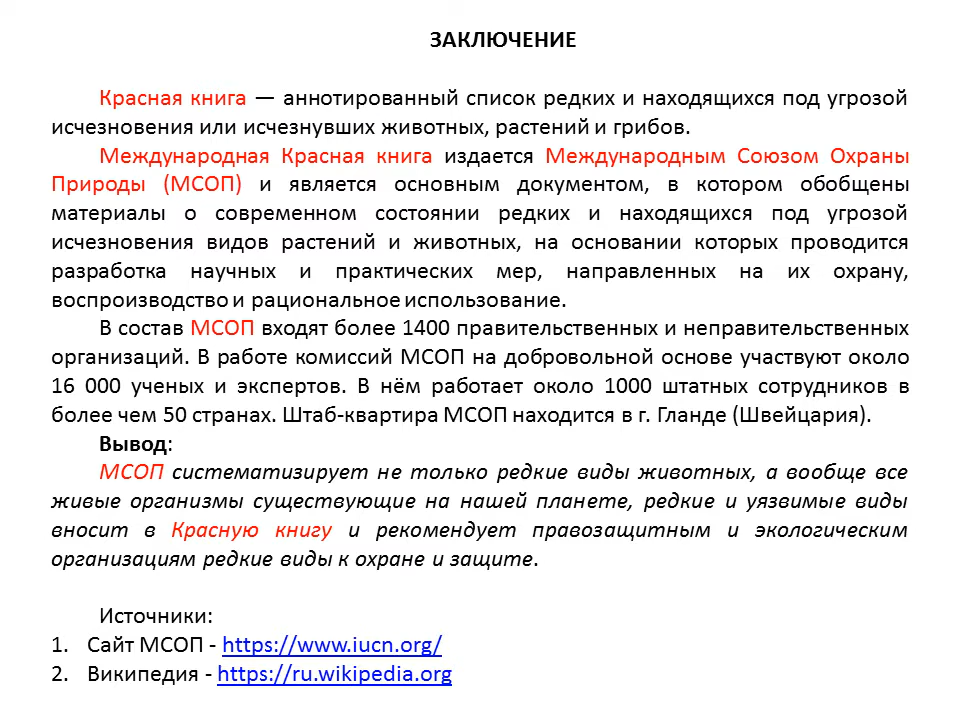 ЗАКЛЮЧЕНИЕ
Красная книга — аннотированный список редких и находящихся под угрозой
исчезновения или исчезнувших животных, растений и грибов.
Международная Красная книга издается Международным Союзом Охраны
Природы (МСОП) и является основным документом, в котором обобщены
материалы о современном состоянии редких и находящихся под угрозой
исчезновения видов растений и животных, на основании которых проводится
разработка научных и практических мер, направленных на их охрану,
воспроизводство и рациональное использование.
В состав МСОП входят более 1400 правительственных и неправительственных
организаций. В работе комиссий МСОП на добровольной основе участвуют около
16 000 ученых и экспертов. В нём работает около 1000 штатных сотрудников в
более чем 50 странах. Штаб-квартира МСОП находится в г. Гланде (Швейцария).
Вывод:
МСОП систематизирует не только редкие виды животных, а вообще все
живые организмы существующие на нашей планете, редкие и уязвимые виды
вносит в Красную книгу и рекомендует правозащитным и экологическим
организациям редкие виды к охране и защите.
Источники:
1. Сайт МСОП - https://www.iucn.org/
2. Википедия - https://ru.wikipedia.org